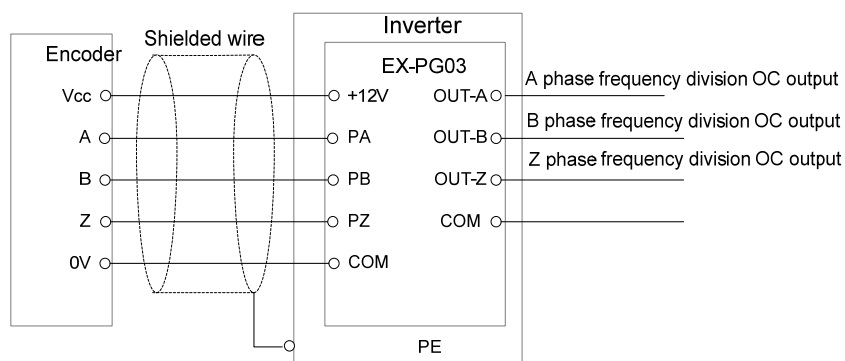 Inverter
Encoder
Shielded wire
EX-PG03
Vcc
+12V
OUT-A
A phase frequency division OC output
A
PA
OUT-B
B phase frequency division OC output
B
PB
OUT-Z
Z phase frequency division OC output
Z
PZ
COM
0V
COM
PE